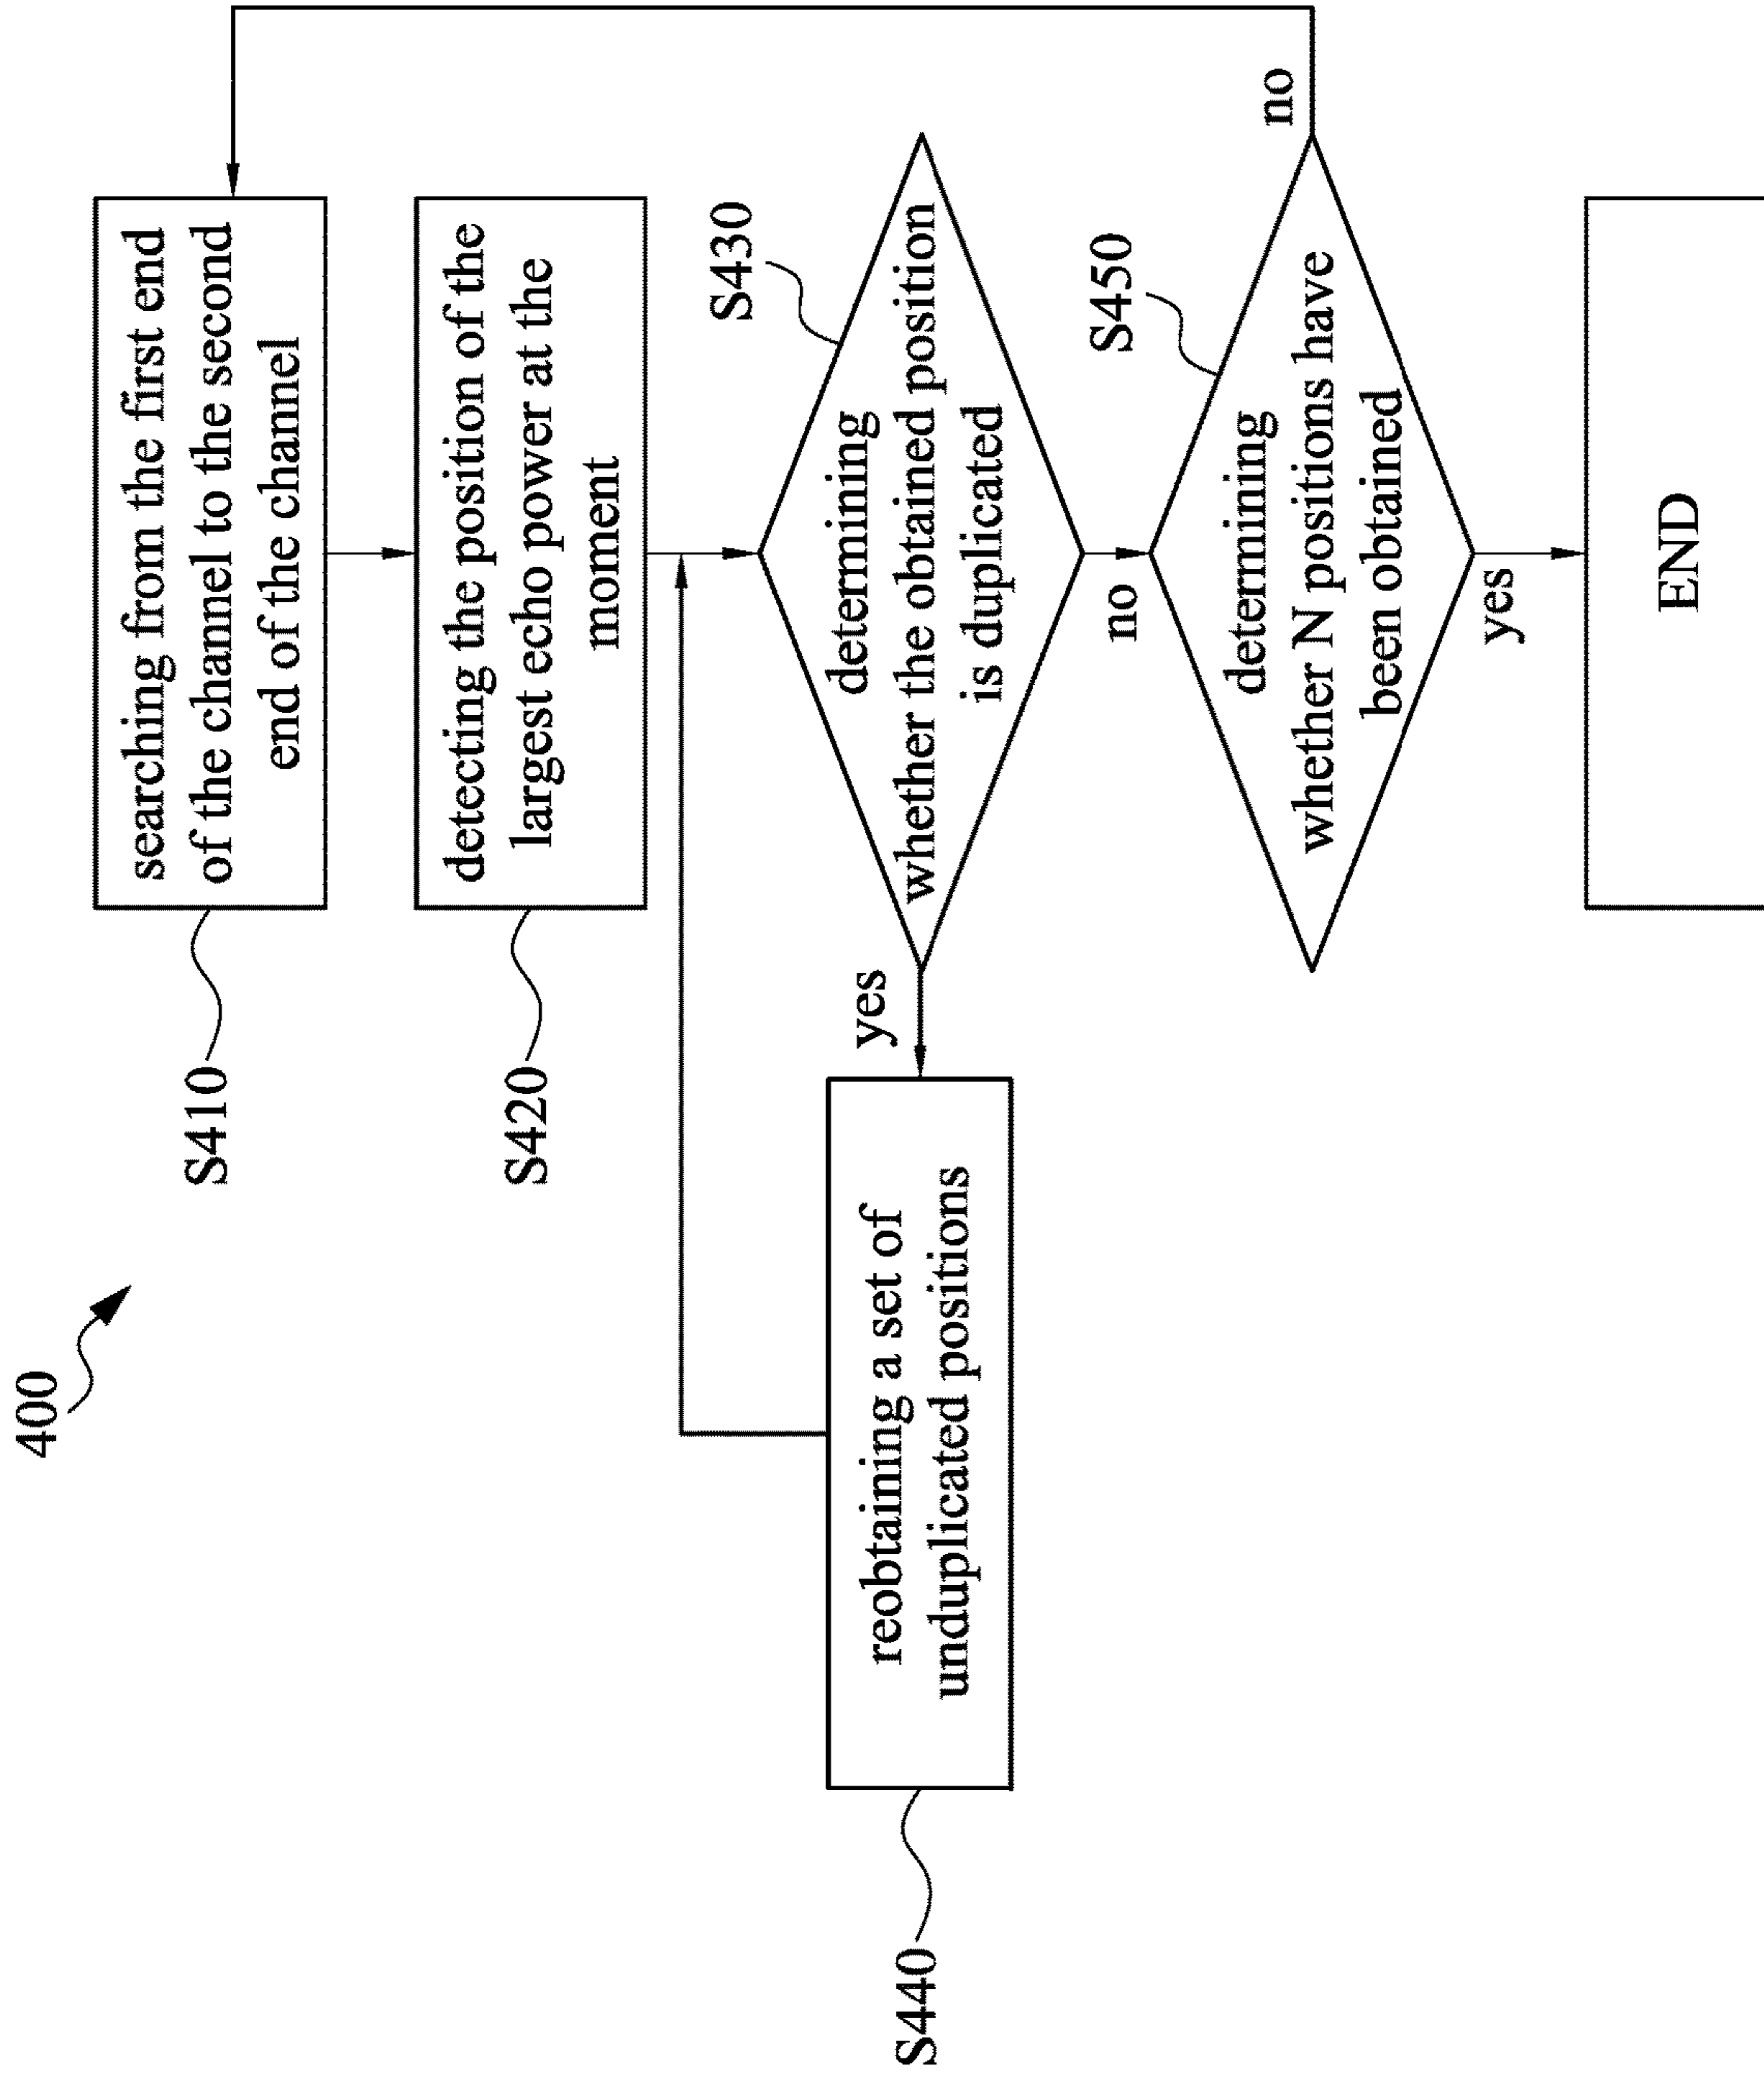 400
S410
searching from the first end
of the channel to the second
end of the channel
S420
detecting the position of the
largest echo power at the
moment
S430
determining
whether the obtained position
is duplicated
yes
no
S440
reobtaining a set of
unduplicated positions
S450
determining
whether N positions have
been obtained
no
yes
END